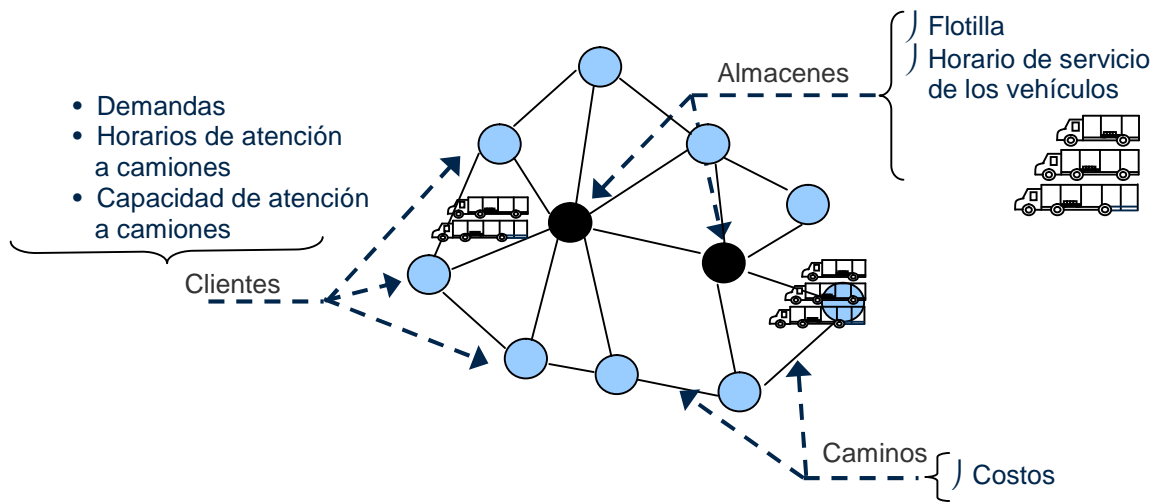 • Demandas
• Horarios de atención
a camiones
• Capacidad de atención
a camiones
Clientes
Almacenes
Flotilla
Horario de servicio
de los vehículos
Caminos
Costos